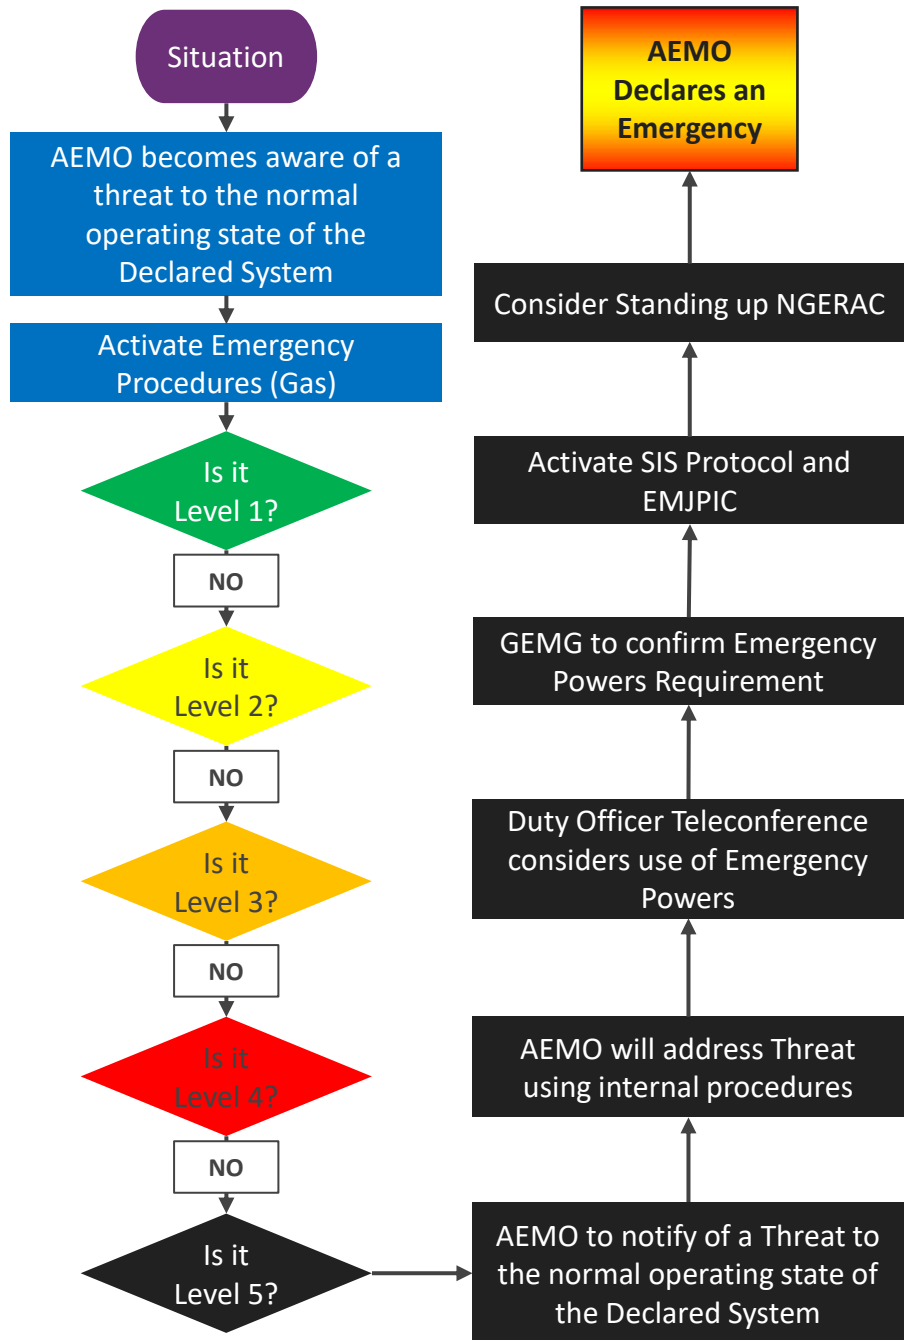 Situation
AEMO becomes aware of a
threat to the normal
operating state of the
Declared System
Activate Emergency
Procedures (Gas)
Is it
Level 1?
NO
Is it
Level 2?
NO
Is it
Level 3?
NO
Is it
Level 4?
NO
Is it
Level 5?
AEMO to notify of a Threat to
the normal operating state of
the Declared System
AEMO will address Threat
using internal procedures
Duty Officer Teleconference
considers use of Emergency
Powers
GEMG to confirm Emergency
Powers Requirement
Activate SIS Protocol and
EMJPIC
Consider Standing up NGERAC
AEMO
Declares an
Emergency